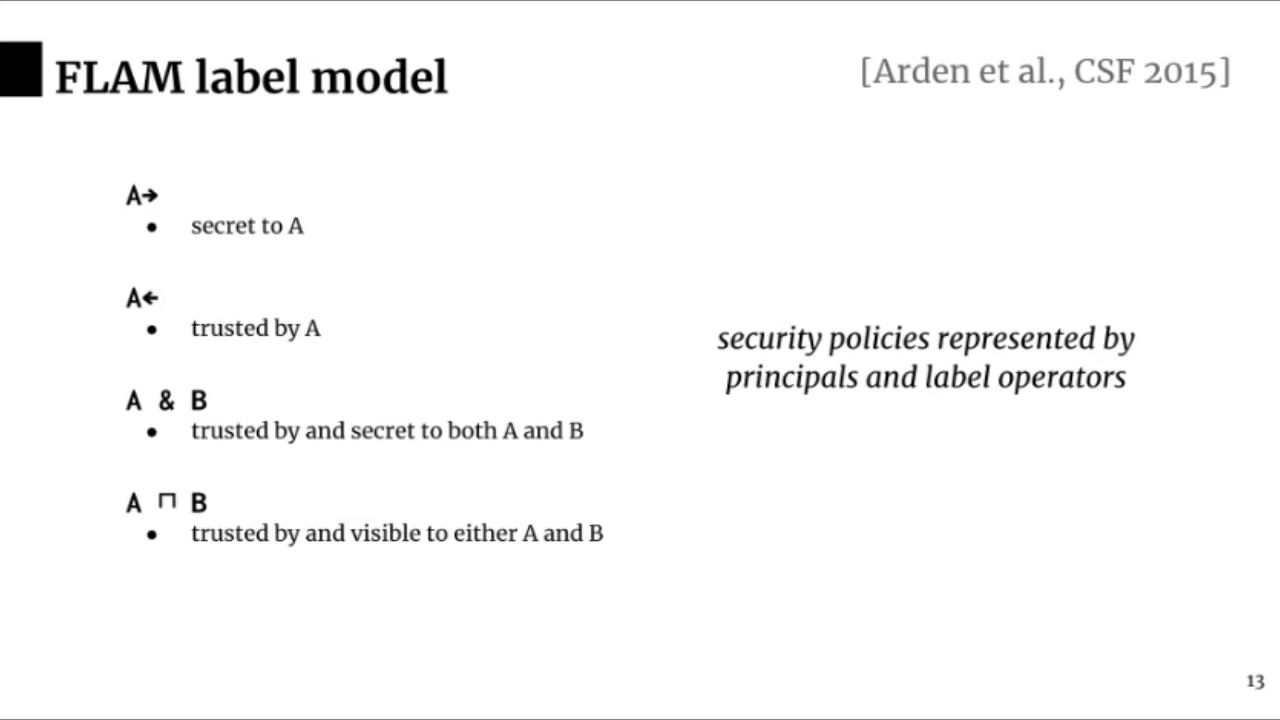 FLAM label model
[Arden et al., CSF 2015]
A→
● secret to A
A←
● trusted by A
A & B
● trusted by and secret to both A and B
A ⊓ B
● trusted by and visible to either A and B
security policies represented by
principals and label operators
13